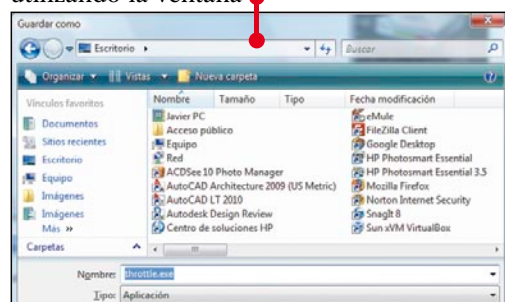 utilizando la ventana
Guardar como
Escritorio
Buscar
Organizar
Vistas
Nueva carpeta
Vínculos favoritos
Documentos
Sitios recientes
Escritorio
Equipo
Imágenes
Imágenes
Más »
Carpetas
Nombre Tamaño Tipo Fecha modificación
Javier PC
Acceso público
Equipo
Red
ACDSee 10 Photo Manager
AutoCAD Architecture 2009 (US Metric)
AutoCAD LT 2010
Autodesk Design Review
Centro de soluciones HP
eMule
FileZilla Client
Google Desktop
HP Photosmart Essential
HP Photosmart Essential 3.5
Mozilla Firefox
Norton Internet Security
SnagIt 8
Sun xVM VirtualBox
Nombre: throttle.exe
Tipo: Aplicación